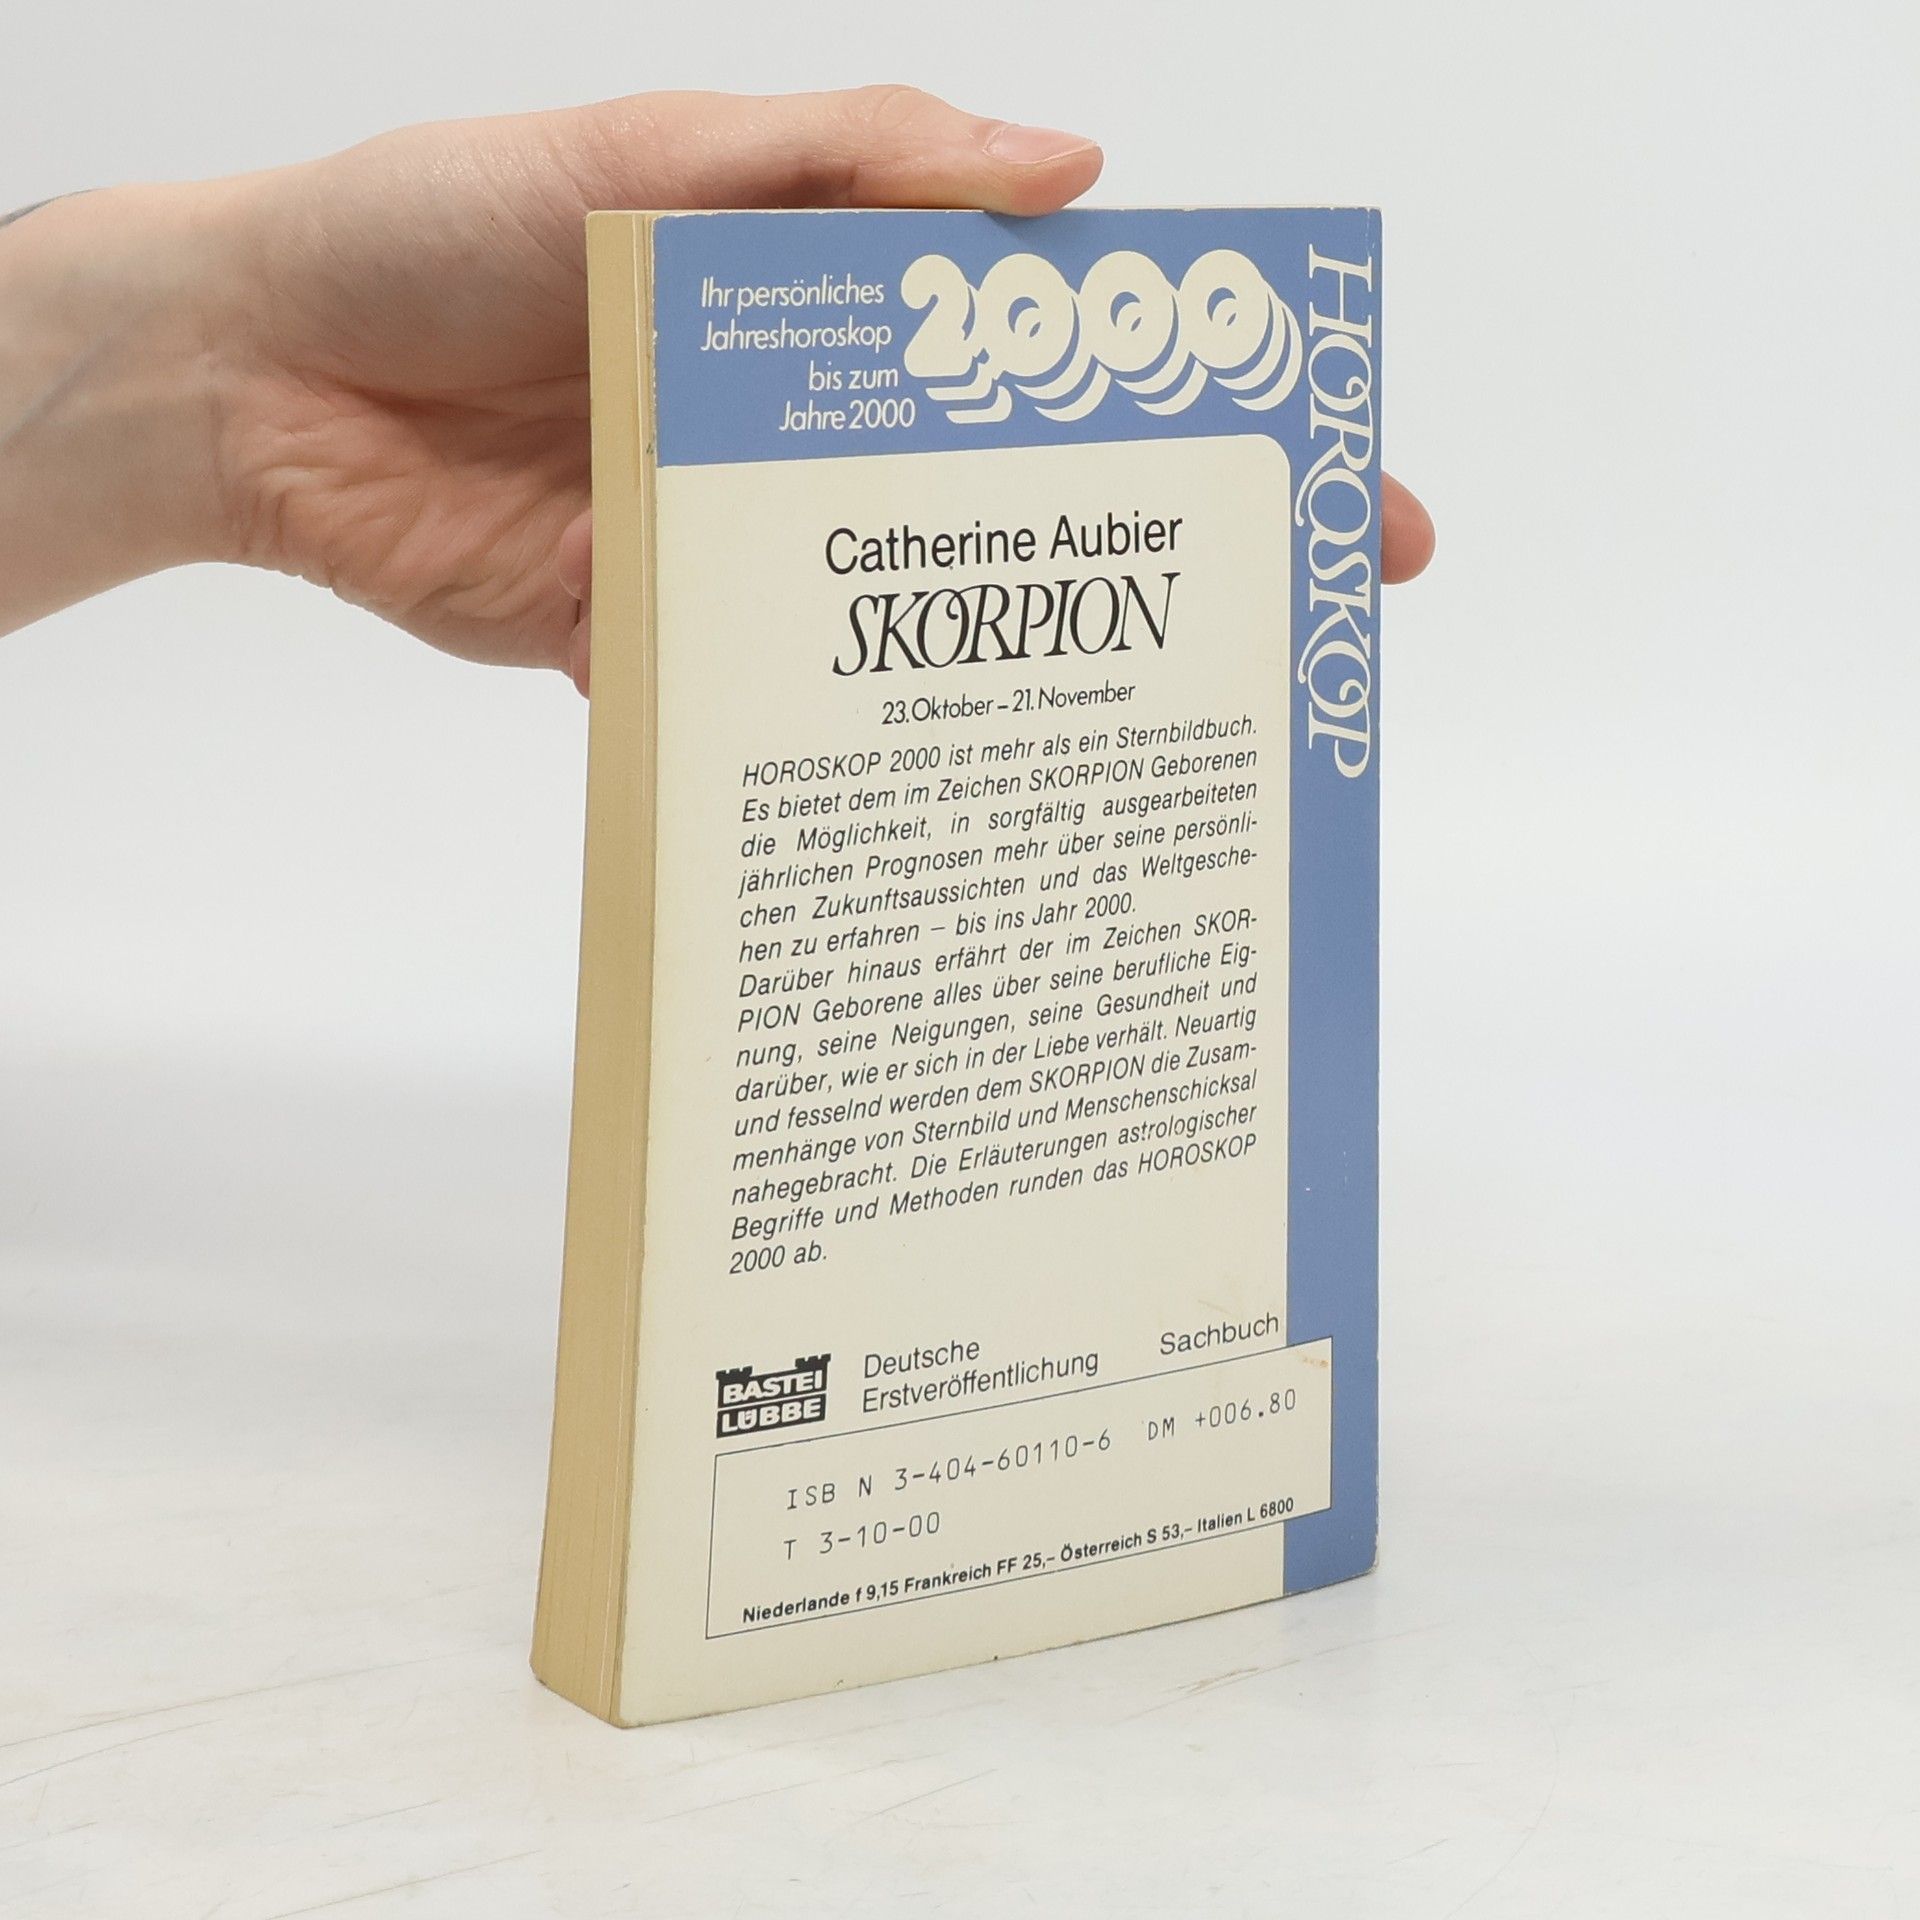 Ihr persönliches
Jahreshoroskop
bis zum
Jahre 2000
2000
HOROSKOP
Catherine Aubier
SKORPION
23. Oktober – 21. November
HOROSKOP 2000 ist mehr als ein Sternbildbuch.
Es bietet dem im Zeichen SKORPION Geborenen
die Möglichkeit, in sorgfältig ausgearbeiteten
jährlichen Prognosen mehr über seine persönli-
chen Zukunftsaussichten und das Weltgesche-
hen zu erfahren – bis ins Jahr 2000.
Darüber hinaus erfährt der im Zeichen SKOR-
PION Geborene alles über seine berufliche Eig-
nung, seine Neigungen, seine Gesundheit und
darüber, wie er sich in der Liebe verhält. Neuartig
und fesselnd werden dem SKORPION die Zusam-
menhänge von Sternbild und Menschenschicksal
nahegebracht. Die Erläuterungen astrologischer
Begriffe und Methoden runden das HOROSKOP
2000 ab.
BASTEI
LÜBBE
Deutsche
Erstveröffentlichung
Sachbuch
ISB N 3-404-60110-6 DM +006.80
T 3-10-00
Niederlande f 9,15 Frankreich FF 25,– Österreich S 53,– Italien L 6800